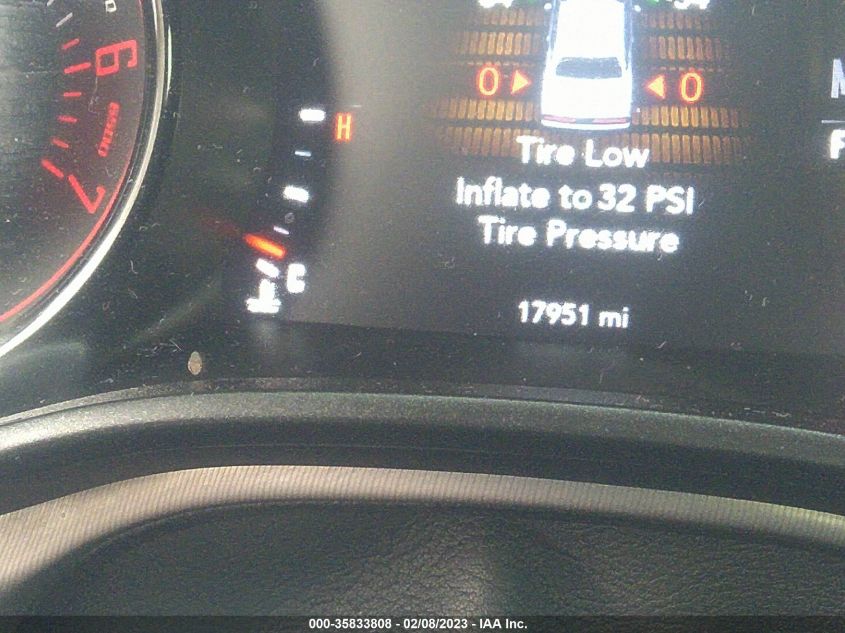 6
7
H
C
0 0
Tire Low
Inflate to 32 PSI
Tire Pressure
17951 mi
000-35833808 - 02/08/2023 - IAA Inc.